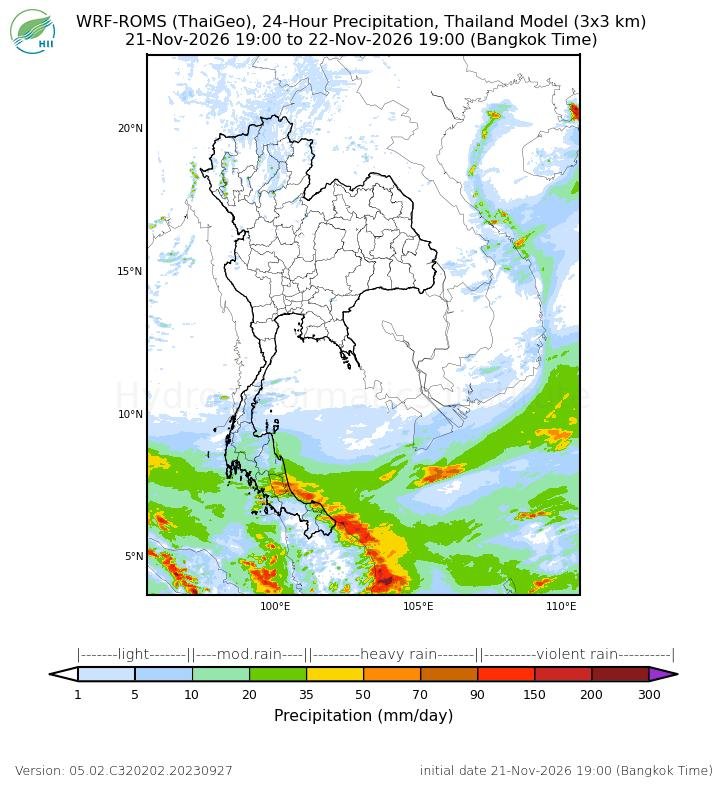 WRF-ROMS (ThaiGeo), 24-Hour Precipitation, Thailand Model (3x3 km)
21-Nov-2026 19:00 to 22-Nov-2026 19:00 (Bangkok Time)
HII
20°N
15°N
10°N
5°N
100°E 105°E 110°E
|-------light-------||----mod.rain----||---------heavy rain---------||----------violent rain----------|
1 5 10 20 35 50 70 90 150 200 300
Precipitation (mm/day)
Version: 05.02.C320202.20230927 initial date 21-Nov-2026 19:00 (Bangkok Time)